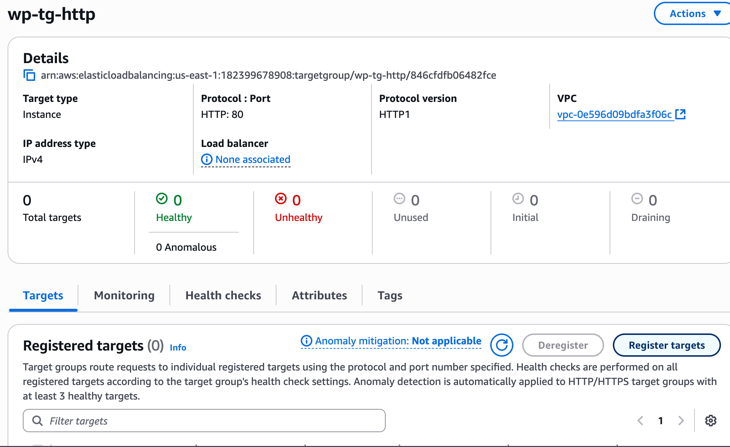 wp-tg-http
Actions
Details
arn:aws:elasticloadbalancing:us-east-1:182399678908:targetgroup/wp-tg-http/846cfdfb06482fce
Target type
Instance
Protocol : Port
HTTP: 80
Protocol version
HTTP1
VPC
vpc-0e596d09bdfa3f06c
IP address type
IPv4
Load balancer
None associated
0
Total targets
0
Healthy
0 Anomalous
0
Unhealthy
0
Unused
0
Initial
0
Draining
Targets
Monitoring
Health checks
Attributes
Tags
Registered targets (0) Info
Anomaly mitigation: Not applicable
Deregister
Register targets
Target groups route requests to individual registered targets using the protocol and port number specified. Health checks are performed on all
registered targets according to the target group's health check settings. Anomaly detection is automatically applied to HTTP/HTTPS target groups with
at least 3 healthy targets.
Filter targets
1